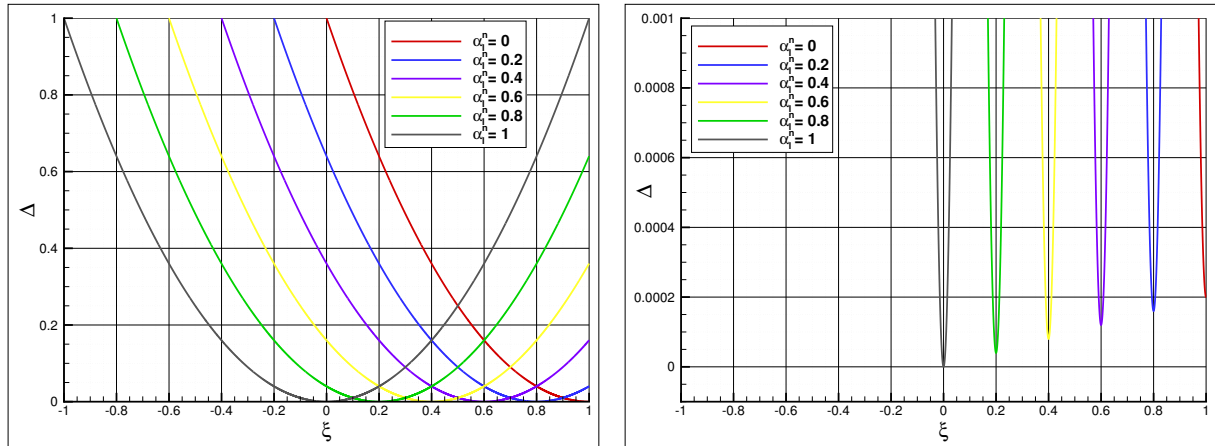 1
0.8
0.6
0.4
0.2
0
Δ
-1 -0.8 -0.6 -0.4 -0.2 0 0.2 0.4 0.6 0.8 1
ξ
α₁ⁿ= 0
α₁ⁿ= 0.2
α₁ⁿ= 0.4
α₁ⁿ= 0.6
α₁ⁿ= 0.8
α₁ⁿ= 1
0.001
0.0008
0.0006
0.0004
0.0002
0
Δ
-1 -0.8 -0.6 -0.4 -0.2 0 0.2 0.4 0.6 0.8 1
ξ
α₁ⁿ= 0
α₁ⁿ= 0.2
α₁ⁿ= 0.4
α₁ⁿ= 0.6
α₁ⁿ= 0.8
α₁ⁿ= 1